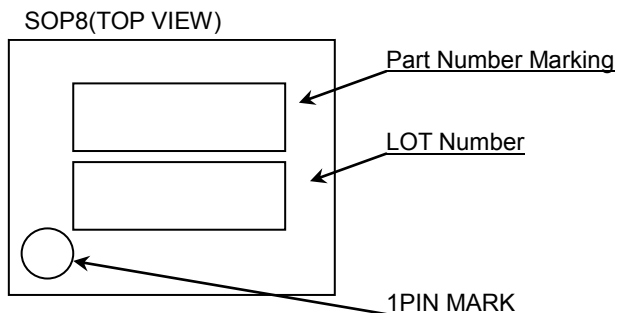 SOP8(TOP VIEW)
Part Number Marking
LOT Number
1PIN MARK